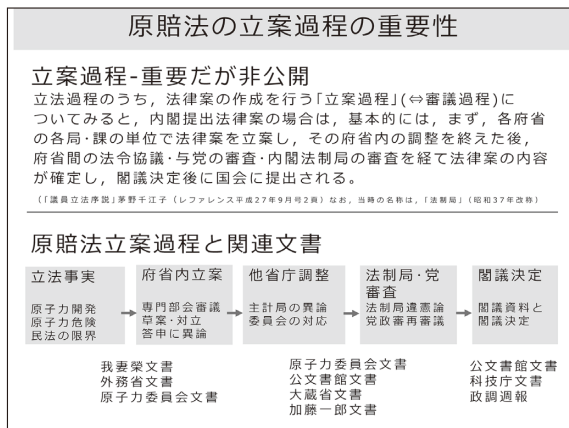 原賠法の立案過程の重要性
立案過程-重要だが非公開
立法過程のうち，法律案の作成を行う「立案過程」(⇔審議過程)に
ついてみると，内閣提出法律案の場合は，基本的には，まず，各府省
の各局･課の単位で法律案を立案し，その府省内の調整を終えた後，
府省間の法令協議･与党の審査･内閣法制局の審査を経て法律案の内容
が確定し，閣議決定後に国会に提出される。
(「議員立法序説」茅野千江子（レファレンス平成27年9月号2頁）なお，当時の名称は，「法制局」（昭和37年改称）
原賠法立案過程と関連文書
立法事実
原子力開発
原子力危険
民法の限界
府省内立案
専門部会審議
草案･対立
答申に異論
他省庁調整
主計局の異論
委員会の対応
法制局･党
審査
法制局違憲論
党政審再審議
閣議決定
閣議資料と
閣議決定
我妻榮文書
外務省文書
原子力委員会文書
原子力委員会文書
公文書館文書
大蔵省文書
加藤一郎文書
公文書館文書
科技庁文書
政調週報